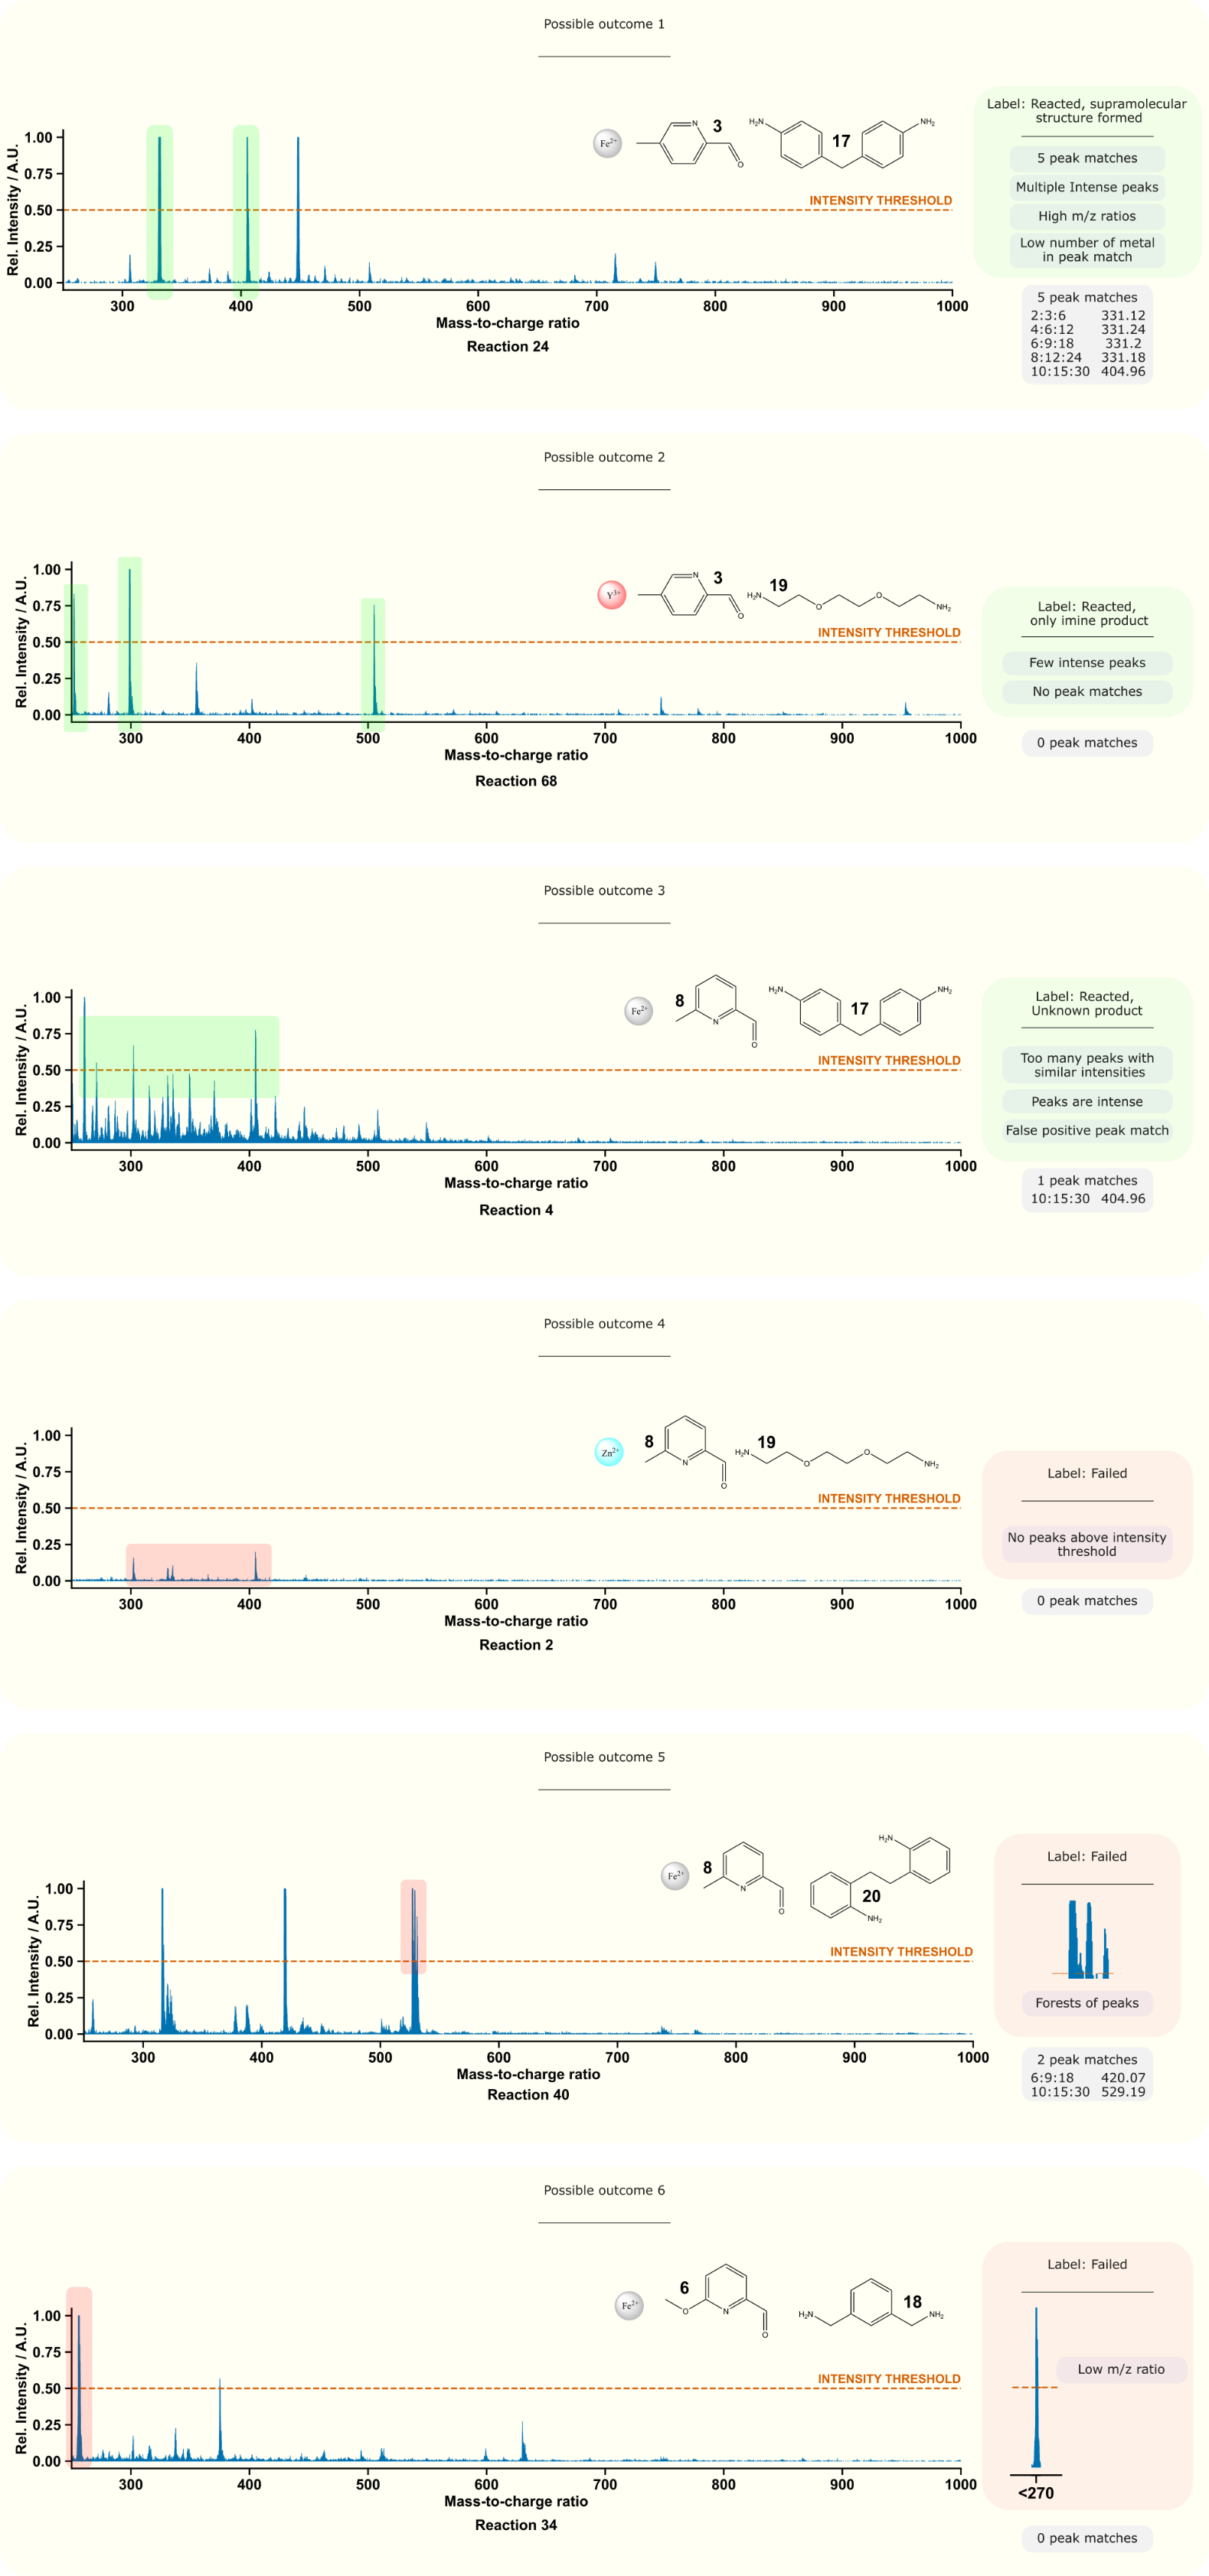 Possible outcome 1
Rel. Intensity / A.U.
1.00
0.75
0.50
0.25
0.00
Fe²⁺
N
3
O
H₂N
17
NH₂
INTENSITY THRESHOLD
300 400 500 600 700 800 900 1000
Mass-to-charge ratio
Reaction 24
Label: Reacted, supramolecular
structure formed
5 peak matches
Multiple Intense peaks
High m/z ratios
Low number of metal
in peak match
5 peak matches
2:3:6 331.12
4:6:12 331.24
6:9:18 331.2
8:12:24 331.18
10:15:30 404.96
Possible outcome 2
Rel. Intensity / A.U.
1.00
0.75
0.50
0.25
0.00
Y³⁺
N
3
O
H₂N
19
O
O
NH₂
INTENSITY THRESHOLD
300 400 500 600 700 800 900 1000
Mass-to-charge ratio
Reaction 68
Label: Reacted,
only imine product
Few intense peaks
No peak matches
0 peak matches
Possible outcome 3
Rel. Intensity / A.U.
1.00
0.75
0.50
0.25
0.00
Fe²⁺
8
N
O
H₂N
17
NH₂
INTENSITY THRESHOLD
300 400 500 600 700 800 900 1000
Mass-to-charge ratio
Reaction 4
Label: Reacted,
Unknown product
Too many peaks with
similar intensities
Peaks are intense
False positive peak match
1 peak matches
10:15:30 404.96
Possible outcome 4
Rel. Intensity / A.U.
1.00
0.75
0.50
0.25
0.00
Zn²⁺
8
N
O
H₂N
19
O
O
NH₂
INTENSITY THRESHOLD
300 400 500 600 700 800 900 1000
Mass-to-charge ratio
Reaction 2
Label: Failed
No peaks above intensity
threshold
0 peak matches
Possible outcome 5
Rel. Intensity / A.U.
1.00
0.75
0.50
0.25
0.00
Fe²⁺
8
N
O
H₂N
20
NH₂
INTENSITY THRESHOLD
300 400 500 600 700 800 900 1000
Mass-to-charge ratio
Reaction 40
Label: Failed
Forests of peaks
2 peak matches
6:9:18 420.07
10:15:30 529.19
Possible outcome 6
Rel. Intensity / A.U.
1.00
0.75
0.50
0.25
0.00
Fe²⁺
6
O
N
O
H₂N
18
NH₂
INTENSITY THRESHOLD
300 400 500 600 700 800 900 1000
Mass-to-charge ratio
Reaction 34
Label: Failed
Low m/z ratio
<270
0 peak matches